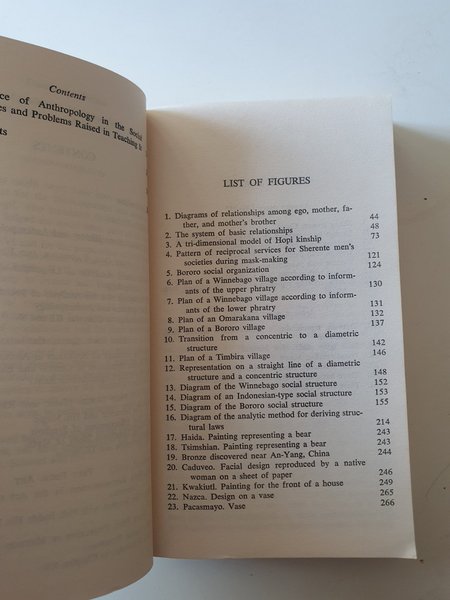 Contents
ce of Anthropology in the Social
es and Problems Raised in Teaching It
ts
LIST OF FIGURES
1. Diagrams of relationships among ego, mother, fa-
ther, and mother's brother 44
2. The system of basic relationships 48
3. A tri-dimensional model of Hopi kinship 73
4. Pattern of reciprocal services for Sherente men's
societies during mask-making 121
5. Bororo social organization 124
6. Plan of a Winnebago village according to inform-
ants of the upper phratry 130
7. Plan of a Winnebago village according to inform-
ants of the lower phratry 131
8. Plan of an Omarakana village 132
9. Plan of a Bororo village 137
10. Transition from a concentric to a diametric
structure 142
11. Plan of a Timbira village 146
12. Representation on a straight line of a diametric
structure and a concentric structure 148
13. Diagram of the Winnebago social structure 152
14. Diagram of an Indonesian-type social structure 153
15. Diagram of the Bororo social structure 155
16. Diagram of the analytic method for deriving struc-
tural laws 214
17. Haida. Painting representing a bear 243
18. Tsimshian. Painting representing a bear 243
19. Bronze discovered near An-Yang, China 244
20. Caduveo. Facial design reproduced by a native
woman on a sheet of paper 246
21. Kwakiutl. Painting for the front of a house 249
22. Nazca. Design on a vase 265
23. Pacasmayo. Vase 266